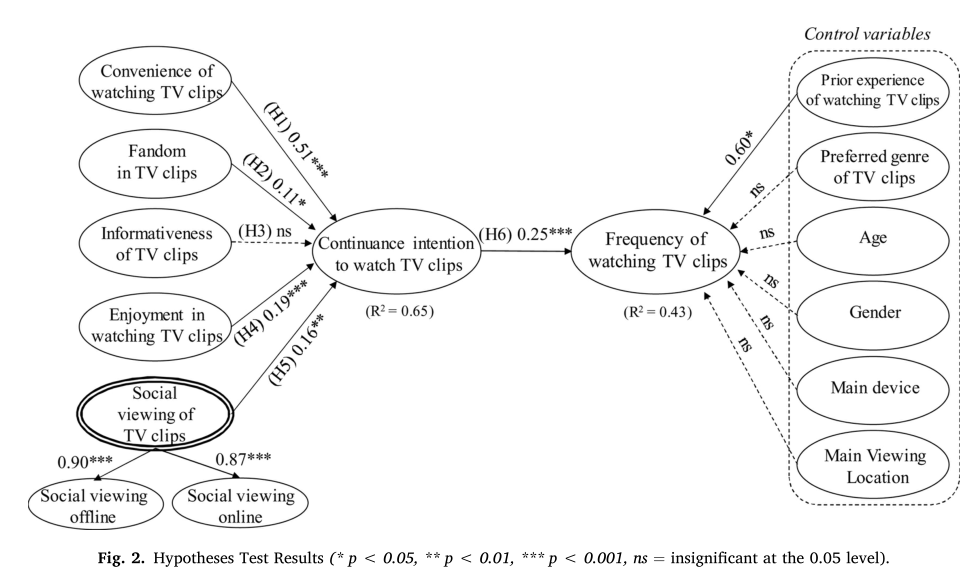 Control variables
Convenience of
watching TV clips
Fandom
in TV clips
Informativeness
of TV clips
Enjoyment in
watching TV clips
Social
viewing of
TV clips
0.90***
0.87***
Social viewing
offline
Social viewing
online
(H1) 0.51***
(H2) 0.11*
(H3) ns
(H4) 0.19***
(H5) 0.16**
Continuance intention
to watch TV clips
(R² = 0.65)
(H6) 0.25***
Frequency of
watching TV clips
(R² = 0.43)
0.60*
ns
ns
ns
ns
ns
Prior experience
of watching TV clips
Preferred genre
of TV clips
Age
Gender
Main device
Main Viewing
Location
Fig. 2. Hypotheses Test Results (* p < 0.05, ** p < 0.01, *** p < 0.001, ns = insignificant at the 0.05 level).